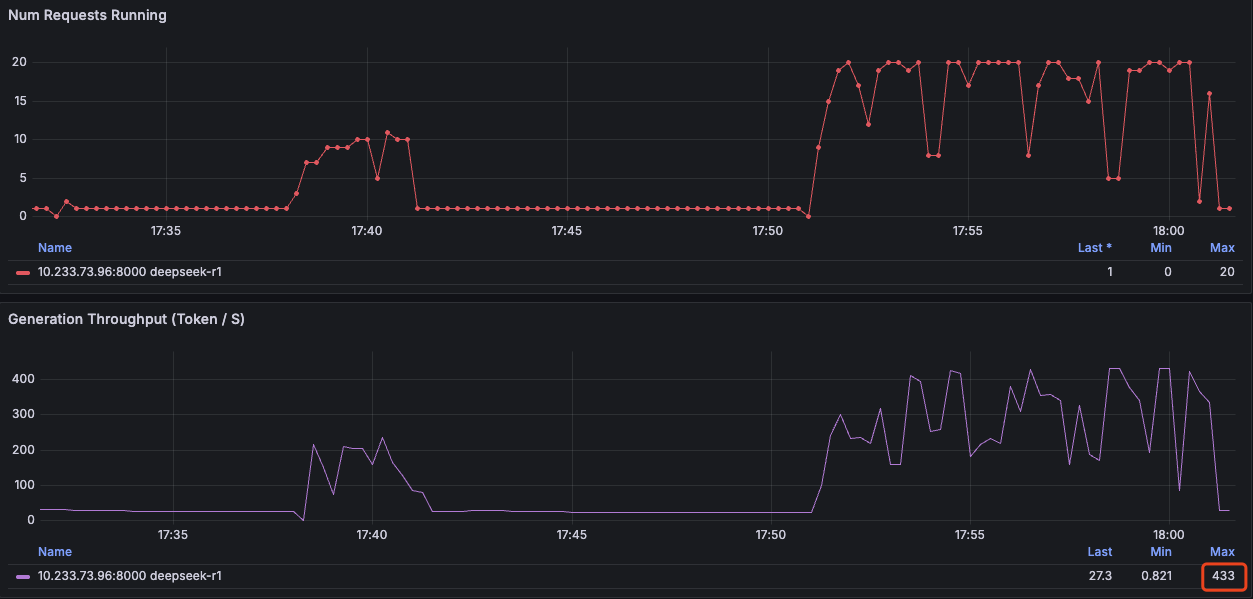 Num Requests Running
20
15
10
5
0
17:35 17:40 17:45 17:50 17:55 18:00
Name Last * Min Max
10.233.73.96:8000 deepseek-r1 1 0 20
Generation Throughput (Token / S)
400
300
200
100
0
17:35 17:40 17:45 17:50 17:55 18:00
Name Last Min Max
10.233.73.96:8000 deepseek-r1 27.3 0.821 433